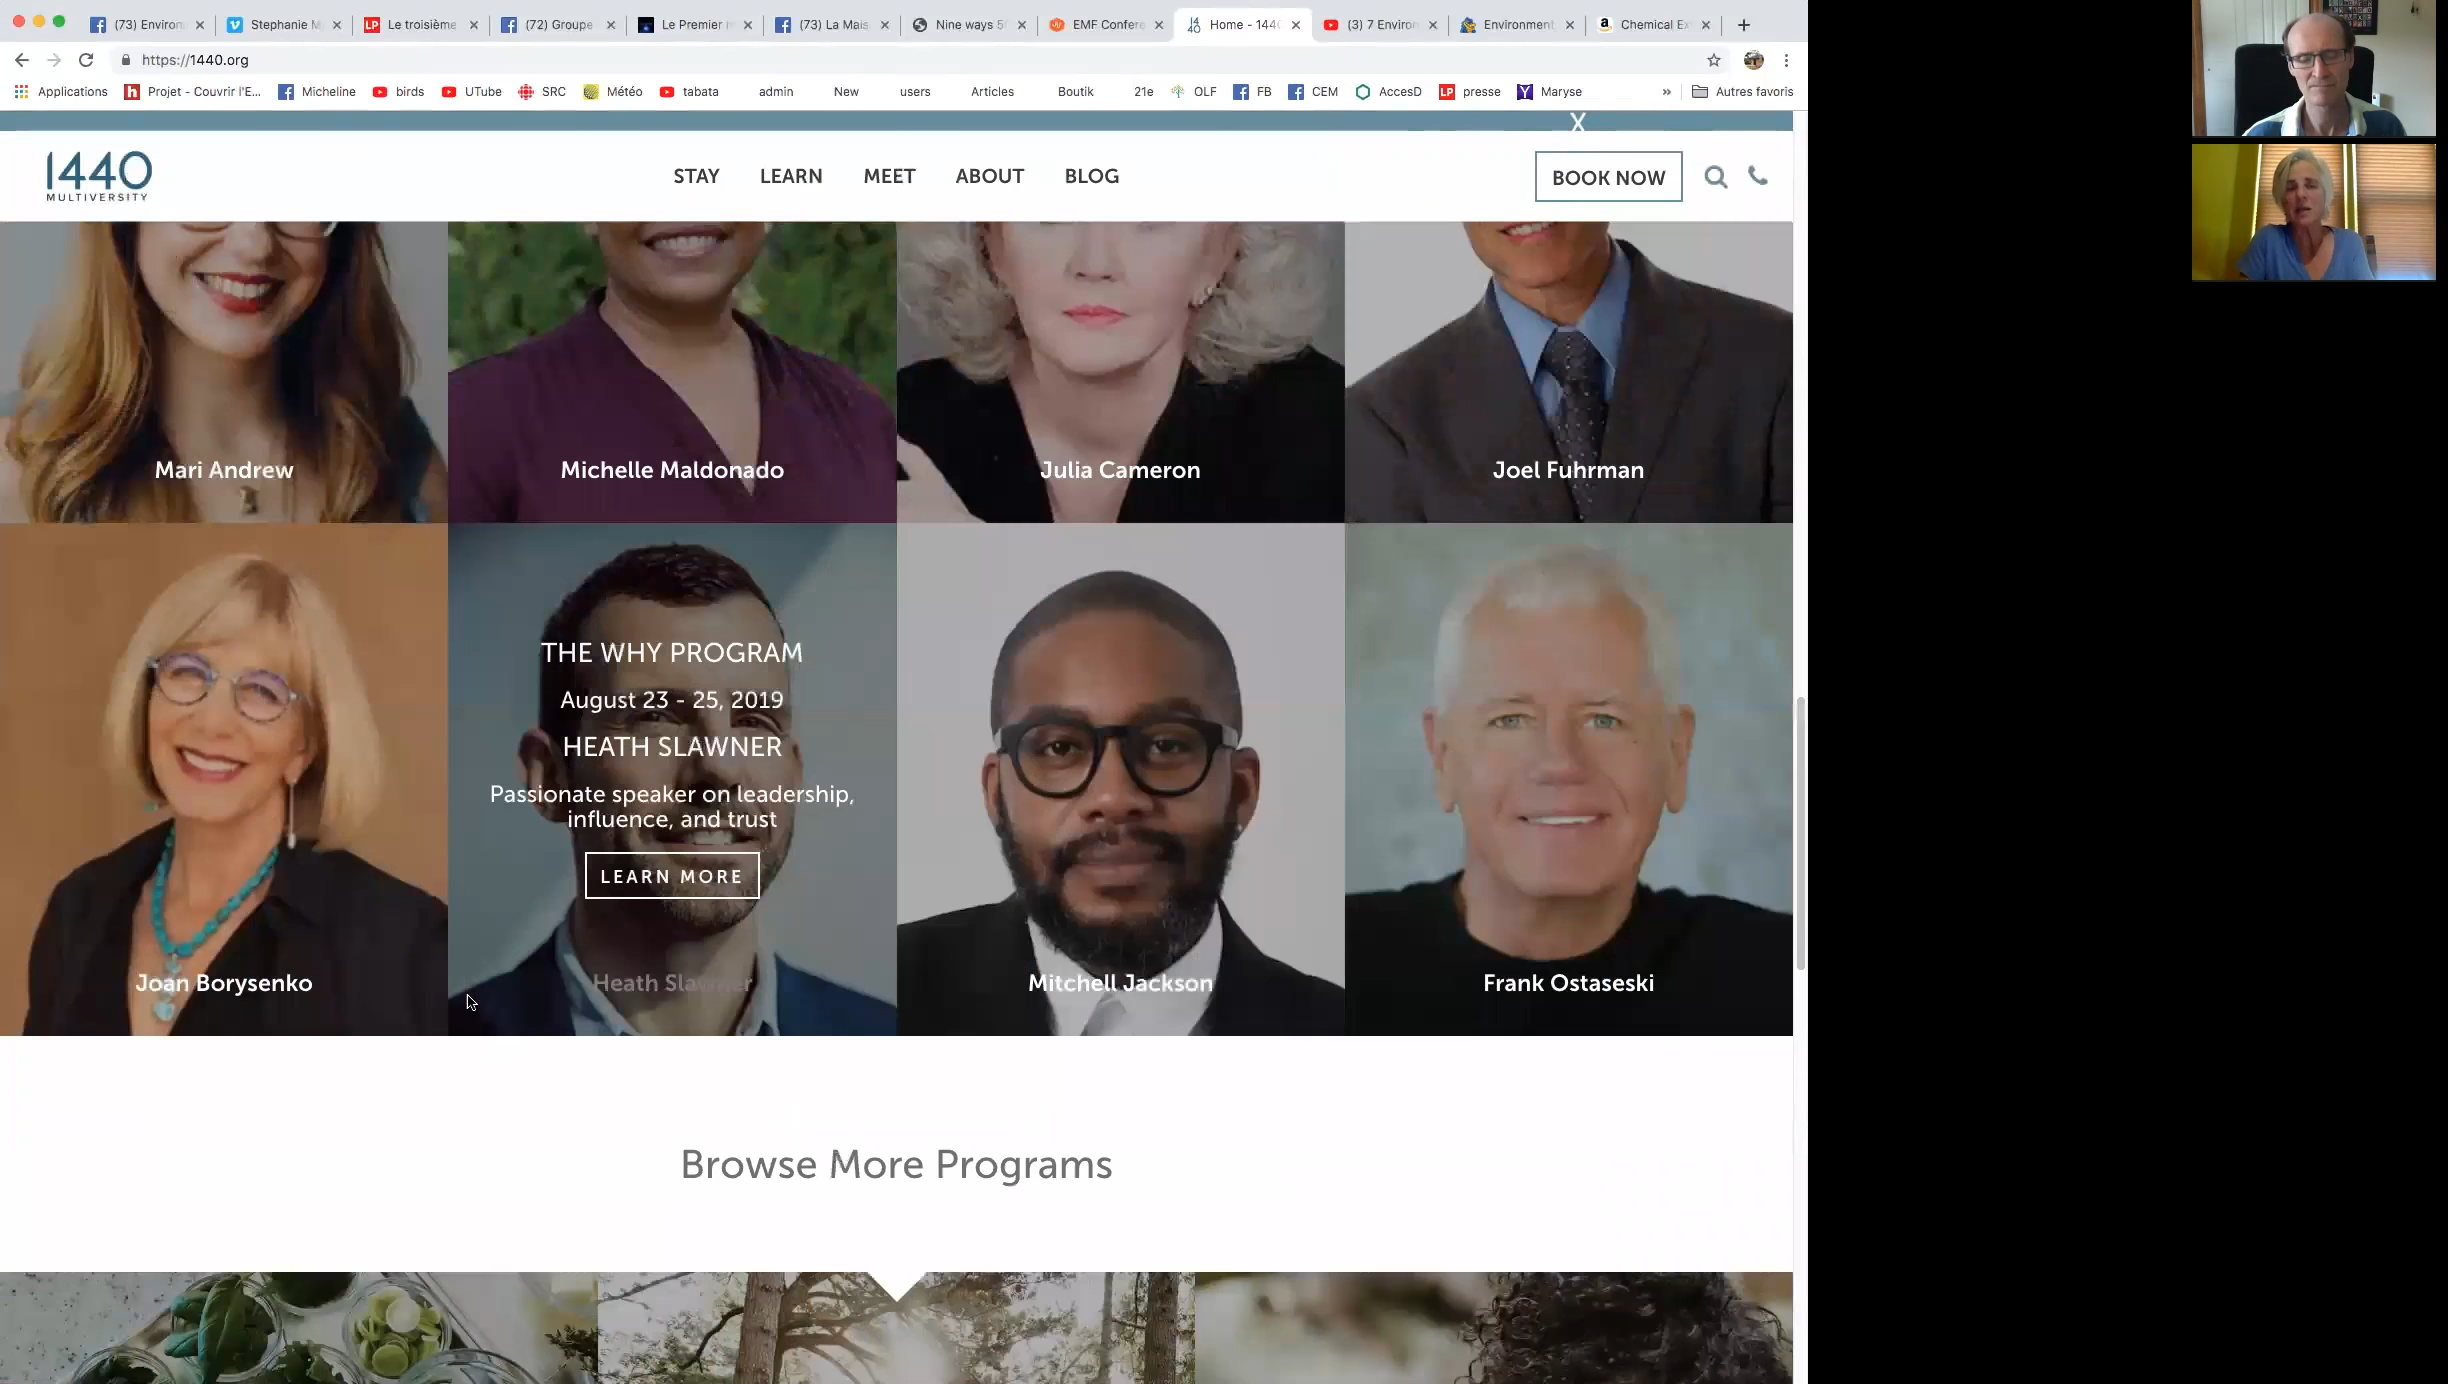 (73) Environ
Stephanie M
Le troisième
(72) Groupe
Le Premier m
(73) La Mais
Nine ways 5
EMF Confere
Home - 144
(3) 7 Enviro
Environment
Chemical Ex
https://1440.org
Applications
Projet - Couvrir l'E...
Micheline
birds
UTube
SRC
Météo
tabata
admin
New
users
Articles
Boutik
21e
OLF
FB
CEM
AccesD
presse
Maryse
»
Autres favoris
X
1440
MULTIVERSITY
STAY
LEARN
MEET
ABOUT
BLOG
BOOK NOW
Mari Andrew
Michelle Maldonado
Julia Cameron
Joel Fuhrman
THE WHY PROGRAM
August 23 - 25, 2019
HEATH SLAWNER
Passionate speaker on leadership,
influence, and trust
LEARN MORE
Joan Borysenko
Heath Slawner
Mitchell Jackson
Frank Ostaseski
Browse More Programs